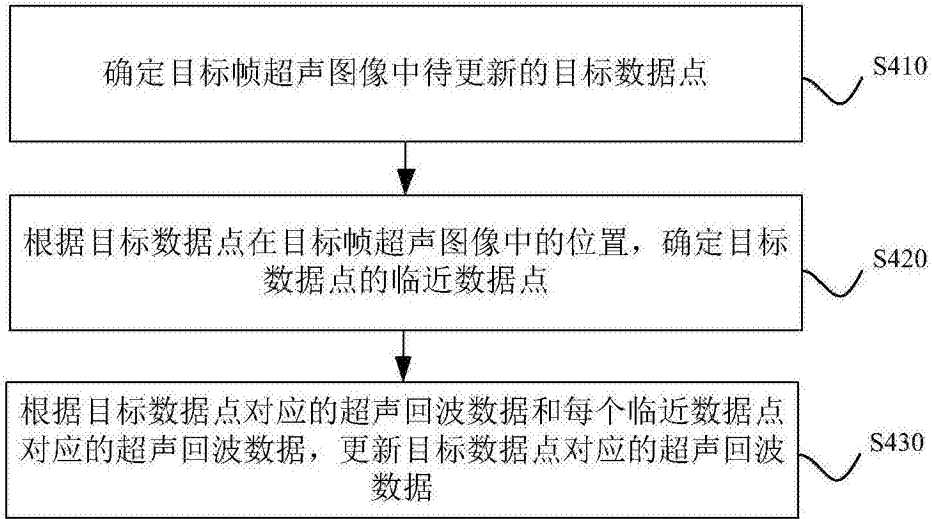 确定目标帧超声图像中待更新的目标数据点
S410
根据目标数据点在目标帧超声图像中的位置，确定目标
数据点的临近数据点
S420
根据目标数据点对应的超声回波数据和每个临近数据点
对应的超声回波数据，更新目标数据点对应的超声回波
数据
S430